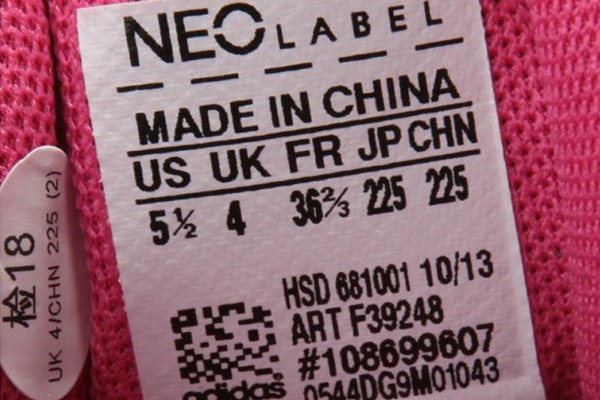 NEO LABEL
MADE IN CHINA
US UK FR JP CHN
5½ 4 36⅔ 225 225
HSD 681001 10/13
ART F39248
#108699607
adidas 0544DG9M01043
检18
UK 4/CHN 225 (2)